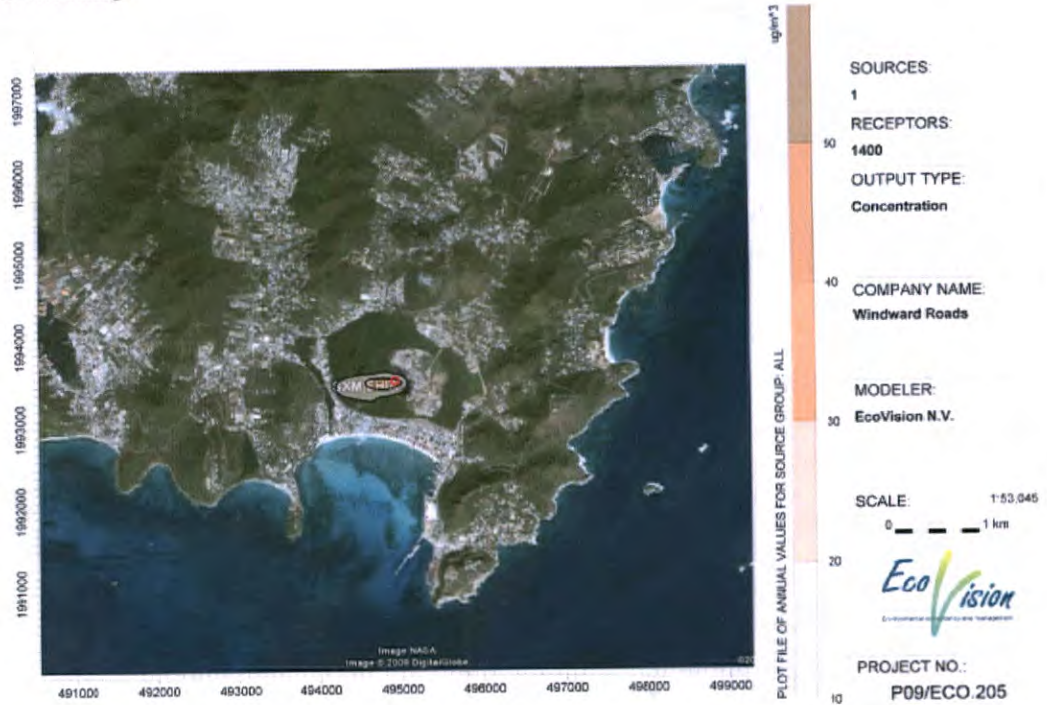 1997000
1996000
1995000
1994000
1993000
1992000
1991000
491000 492000 493000 494000 495000 496000 497000 498000 499000
Image NASA
Image © 2009 DigitalGlobe
ug/m^3
50
40
30
20
10
PLOT FILE OF ANNUAL VALUES FOR SOURCE GROUP: ALL
SOURCES:
1
RECEPTORS:
1400
OUTPUT TYPE:
Concentration
COMPANY NAME:
Windward Roads
MODELER:
EcoVision N.V.
SCALE: 1:53,045
0 1 km
Eco Vision
PROJECT NO.:
P09/ECO.205